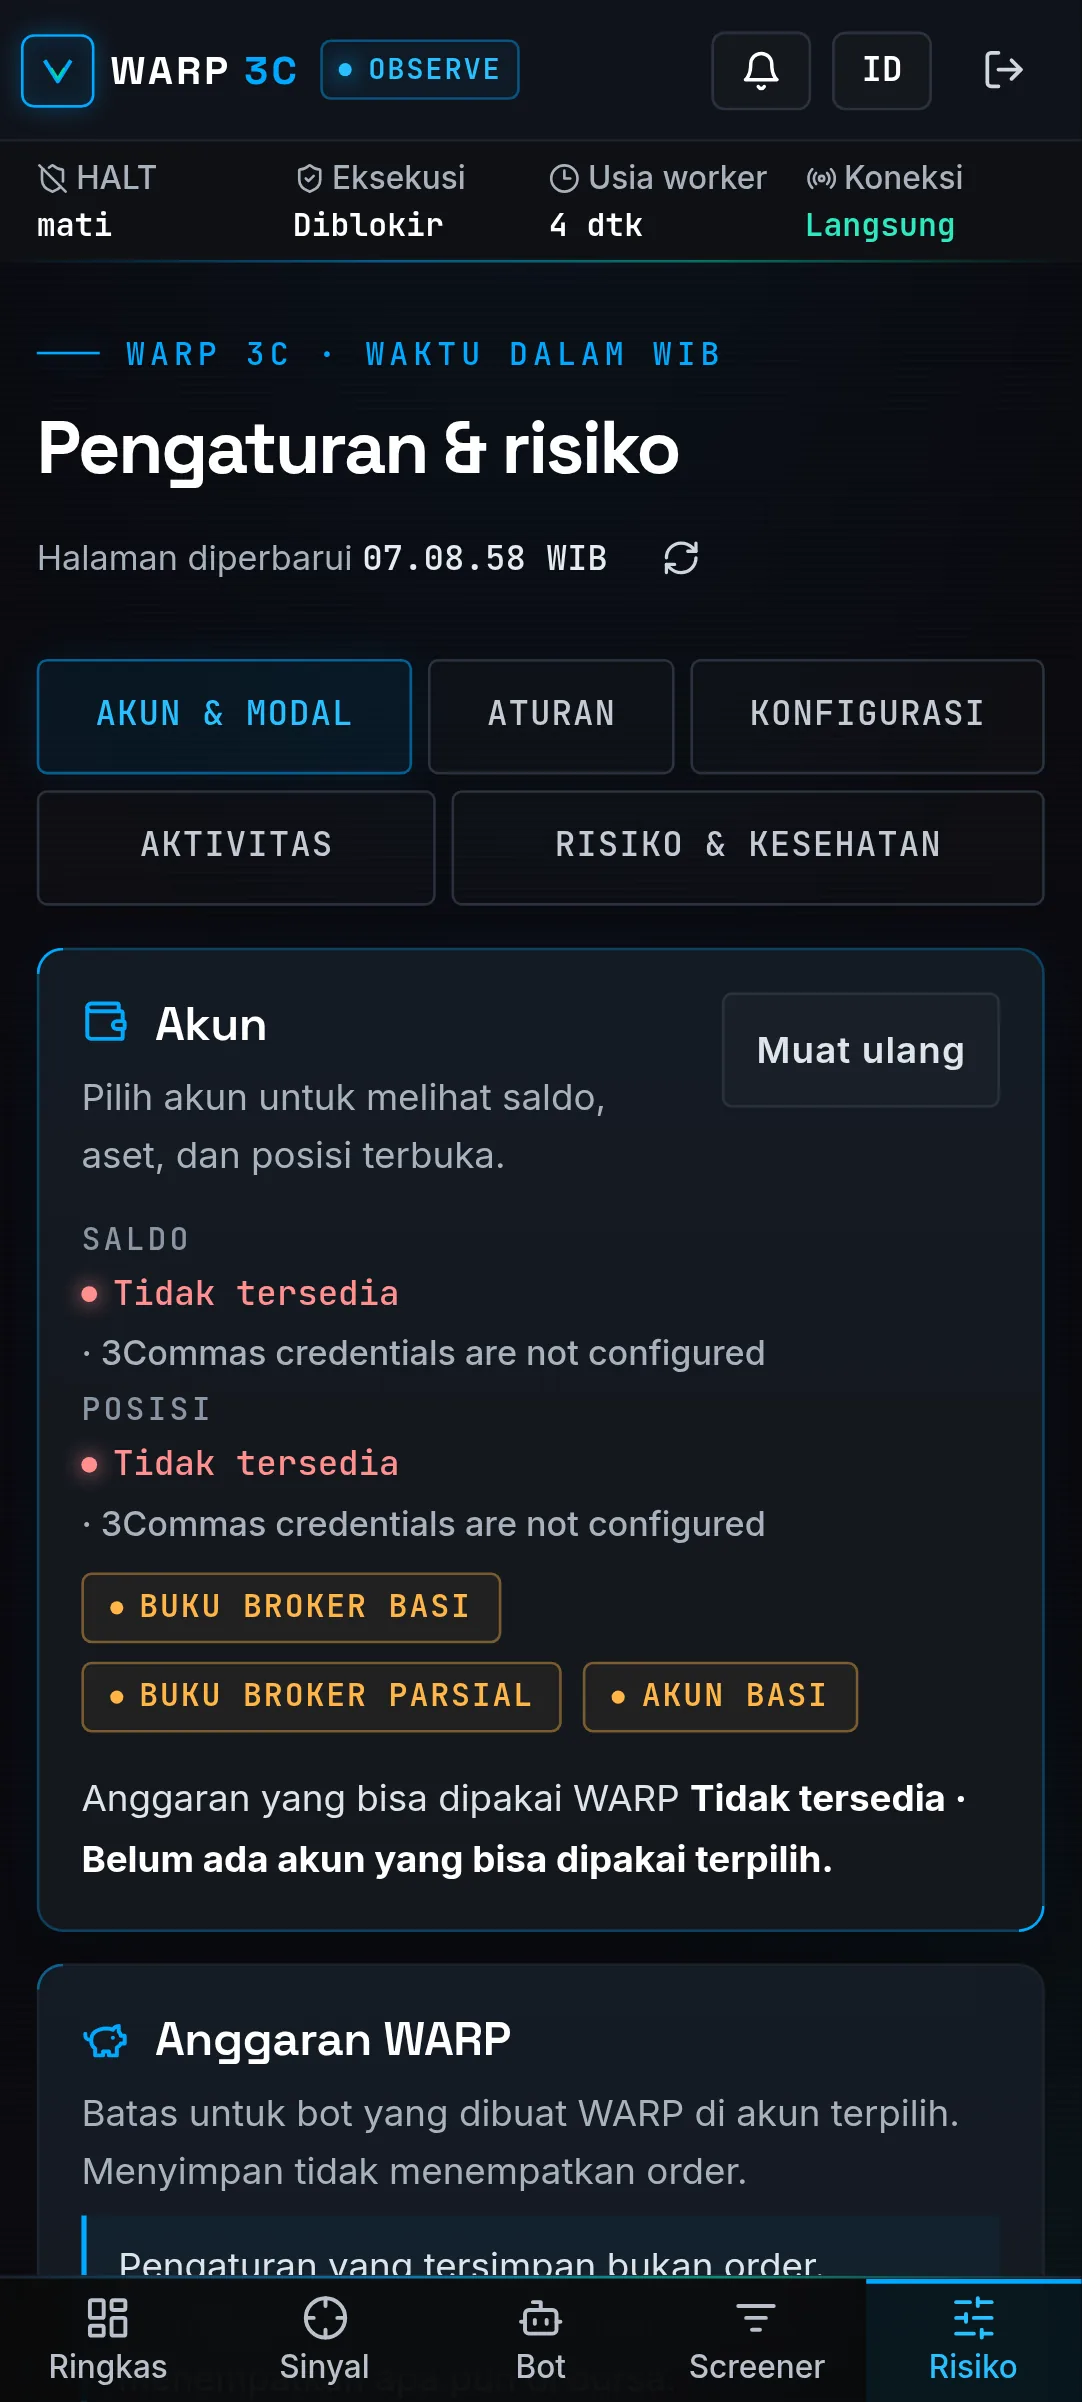 WARP 3C
OBSERVE
ID
HALT
mati
Eksekusi
Diblokir
Usia worker
4 dtk
Koneksi
Langsung
WARP 3C · WAKTU DALAM WIB
Pengaturan & risiko
Halaman diperbarui 07.08.58 WIB
AKUN & MODAL
ATURAN
KONFIGURASI
AKTIVITAS
RISIKO & KESEHATAN
Akun
Muat ulang
Pilih akun untuk melihat saldo,
aset, dan posisi terbuka.
SALDO
Tidak tersedia
· 3Commas credentials are not configured
POSISI
Tidak tersedia
· 3Commas credentials are not configured
BUKU BROKER BASI
BUKU BROKER PARSIAL
AKUN BASI
Anggaran yang bisa dipakai WARP Tidak tersedia ·
Belum ada akun yang bisa dipakai terpilih.
Anggaran WARP
Batas untuk bot yang dibuat WARP di akun terpilih.
Menyimpan tidak menempatkan order.
Pengaturan yang tersimpan bukan order.
Ringkas
Sinyal
Bot
Screener
Risiko